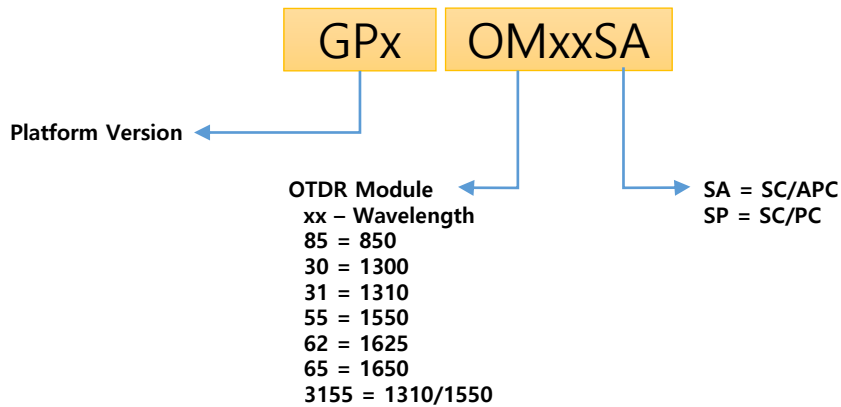 GPx OMxxSA
Platform Version
OTDR Module
xx – Wavelength
85 = 850
30 = 1300
31 = 1310
55 = 1550
62 = 1625
65 = 1650
3155 = 1310/1550
SA = SC/APC
SP = SC/PC